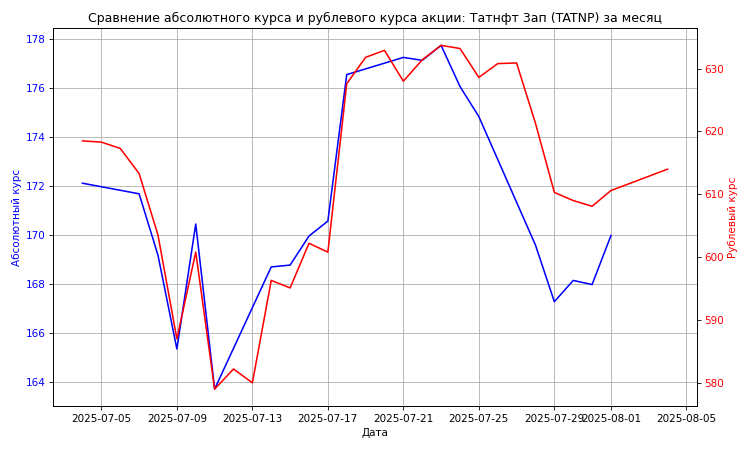 Сравнение абсолютного курса и рублевого курса акции: Татнфт 3ап (TATNP) за месяц
178
176
174
172
170
168
166
164
Абсолютный курс
630
620
610
600
590
580
Рублевый курс
2025-07-05 2025-07-09 2025-07-13 2025-07-17 2025-07-21 2025-07-25 2025-07-29 2025-08-01 2025-08-05
Дата